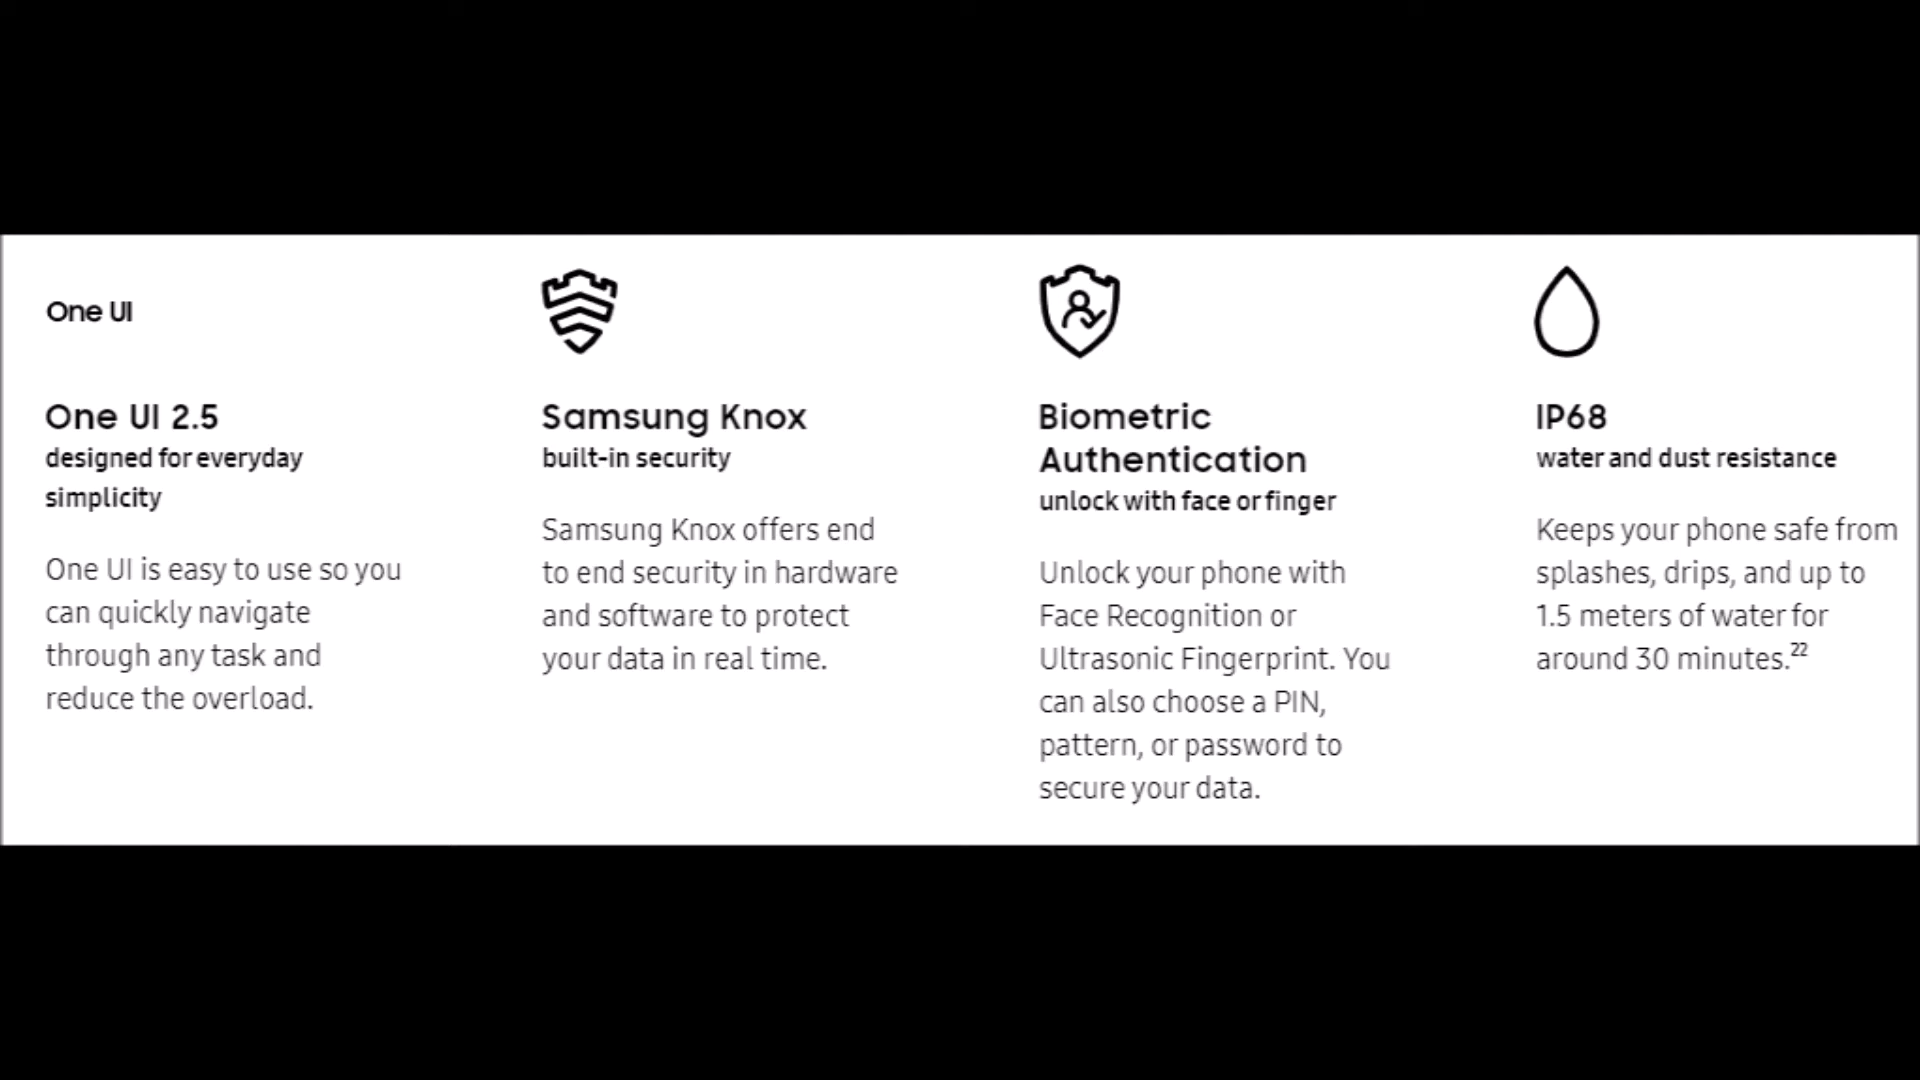 One UI
One UI 2.5
designed for everyday
simplicity
One UI is easy to use so you
can quickly navigate
through any task and
reduce the overload.
Samsung Knox
built-in security
Samsung Knox offers end
to end security in hardware
and software to protect
your data in real time.
Biometric
Authentication
unlock with face or finger
Unlock your phone with
Face Recognition or
Ultrasonic Fingerprint. You
can also choose a PIN,
pattern, or password to
secure your data.
IP68
water and dust resistance
Keeps your phone safe from
splashes, drips, and up to
1.5 meters of water for
around 30 minutes.²²